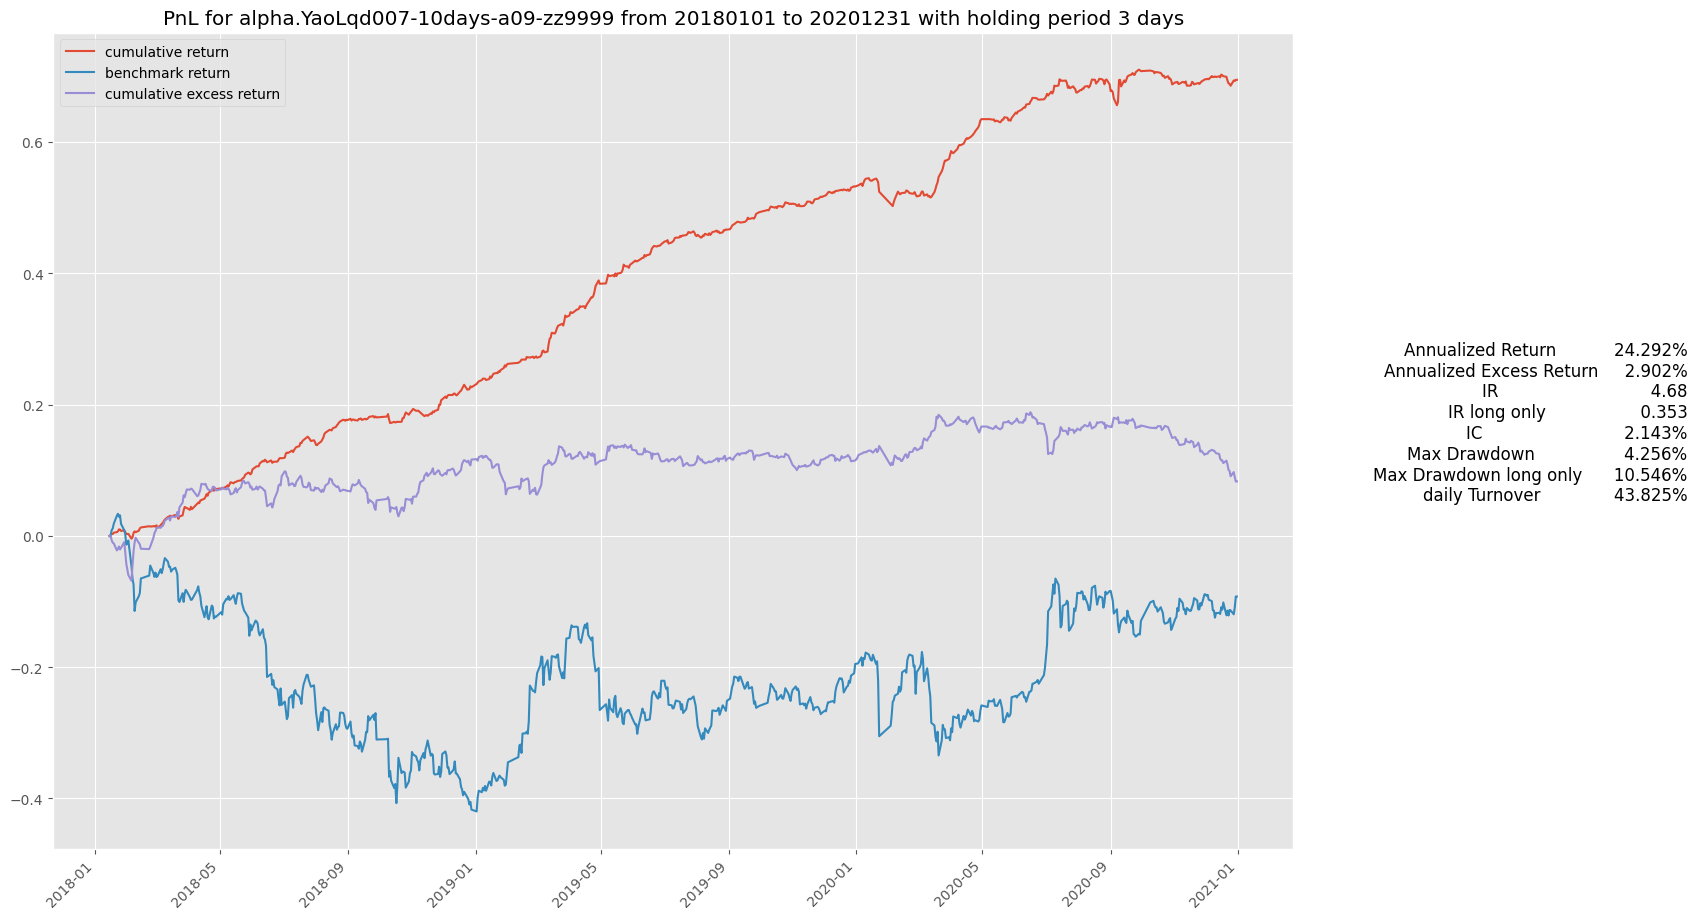 PnL for alpha.YaoLqd007-10days-a09-zz9999 from 20180101 to 20201231 with holding period 3 days
cumulative return
benchmark return
cumulative excess return
0.6
0.4
0.2
0.0
−0.2
−0.4
2018-01
2018-05
2018-09
2019-01
2019-05
2019-09
2020-01
2020-05
2020-09
2021-01
Annualized Return 24.292%
Annualized Excess Return 2.902%
IR 4.68
IR long only 0.353
IC 2.143%
Max Drawdown 4.256%
Max Drawdown long only 10.546%
daily Turnover 43.825%